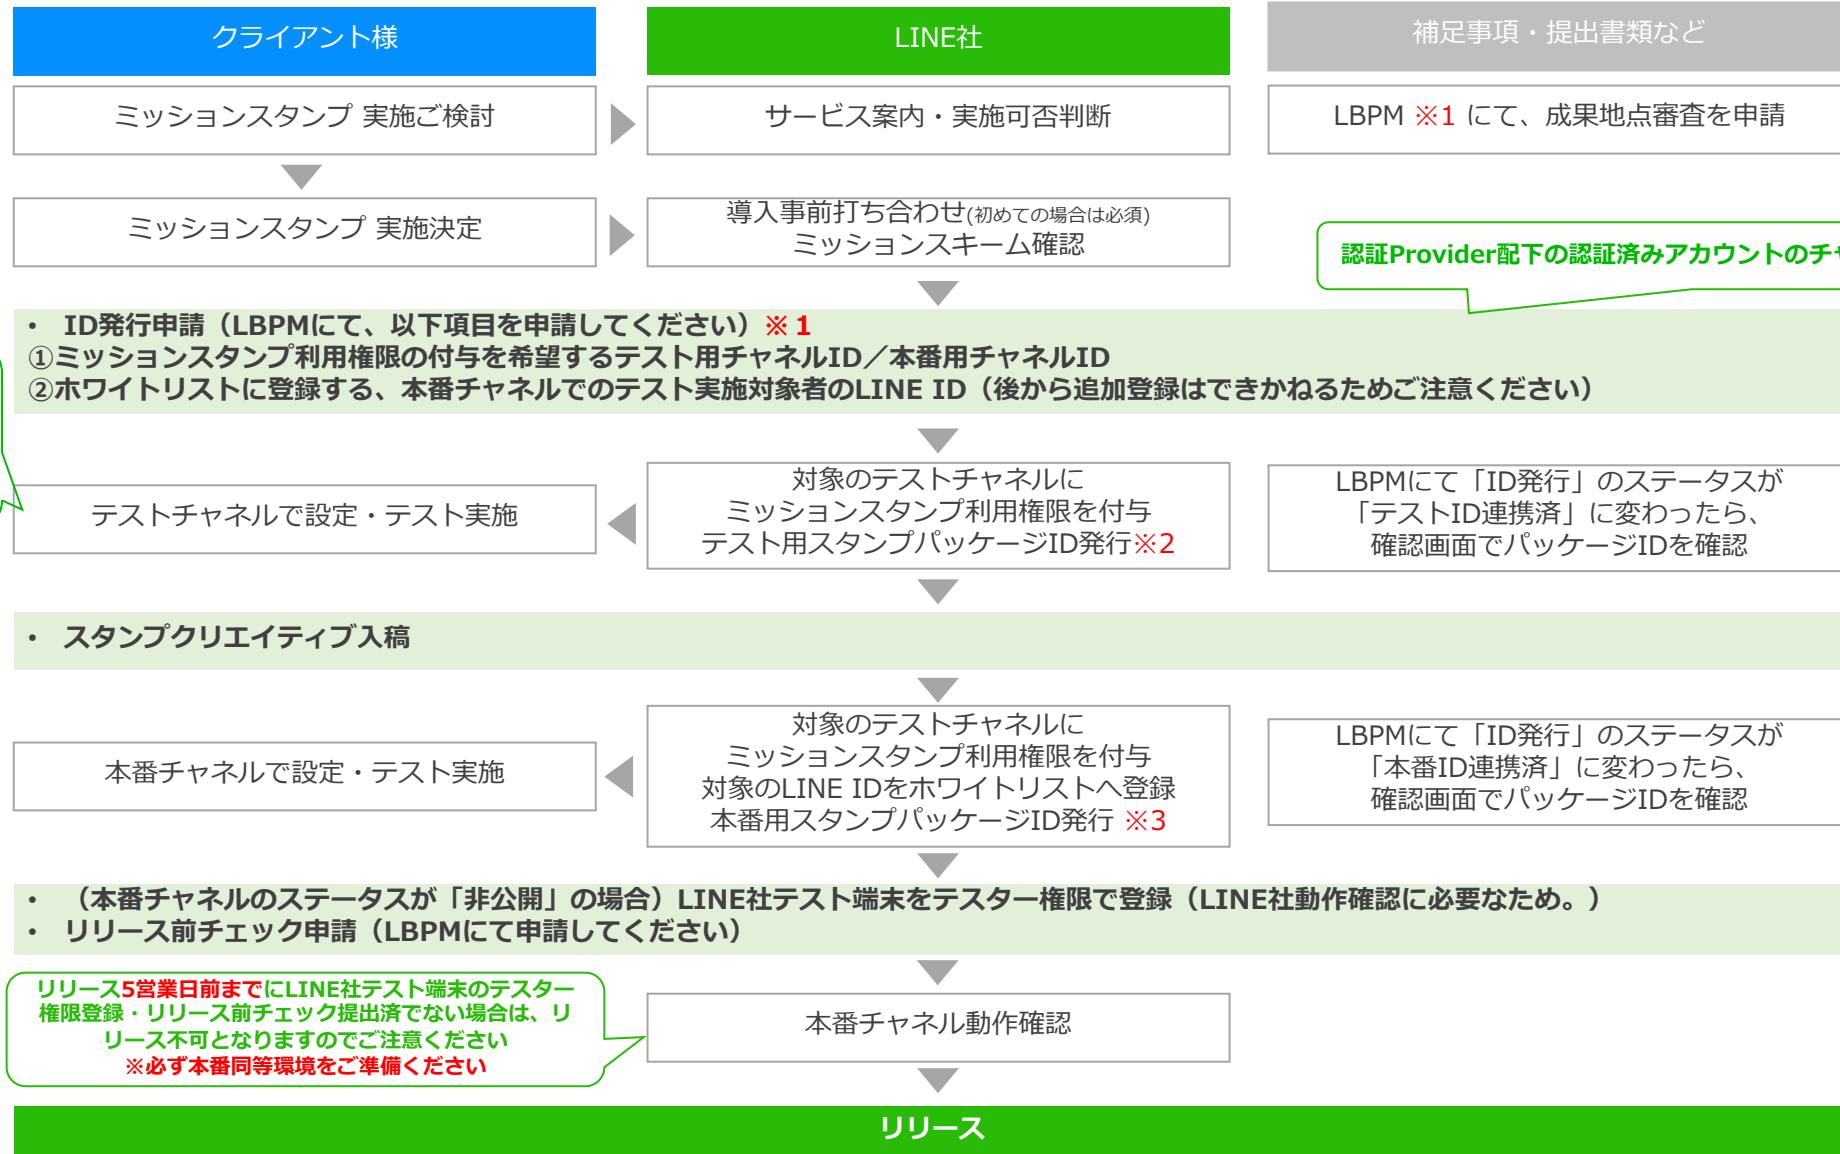 クライアント様
LINE社
補足事項・提出書類など
ミッションスタンプ 実施ご検討
サービス案内・実施可否判断
LBPM ※1 にて、成果地点審査を申請
ミッションスタンプ 実施決定
導入事前打ち合わせ(初めての場合は必須)
ミッションスキーム確認
認証Provider配下の認証済みアカウントのチ
• ID発行申請（LBPMにて、以下項目を申請してください）※１
①ミッションスタンプ利用権限の付与を希望するテスト用チャネルID／本番用チャネルID
②ホワイトリストに登録する、本番チャネルでのテスト実施対象者のLINE ID（後から追加登録はできかねるためご注意ください）
テストチャネルで設定・テスト実施
対象のテストチャネルに
ミッションスタンプ利用権限を付与
テスト用スタンプパッケージID発行※2
LBPMにて「ID発行」のステータスが
「テストID連携済」に変わったら、
確認画面でパッケージIDを確認
• スタンプクリエイティブ入稿
本番チャネルで設定・テスト実施
対象のテストチャネルに
ミッションスタンプ利用権限を付与
対象のLINE IDをホワイトリストへ登録
本番用スタンプパッケージID発行 ※3
LBPMにて「ID発行」のステータスが
「本番ID連携済」に変わったら、
確認画面でパッケージIDを確認
• （本番チャネルのステータスが「非公開」の場合）LINE社テスト端末をテスター権限で登録（LINE社動作確認に必要なため。）
• リリース前チェック申請（LBPMにて申請してください）
リリース5営業日前までにLINE社テスト端末のテスター
権限登録・リリース前チェック提出済でない場合は、リ
リース不可となりますのでご注意ください
※必ず本番同等環境をご準備ください
本番チャネル動作確認
リリース